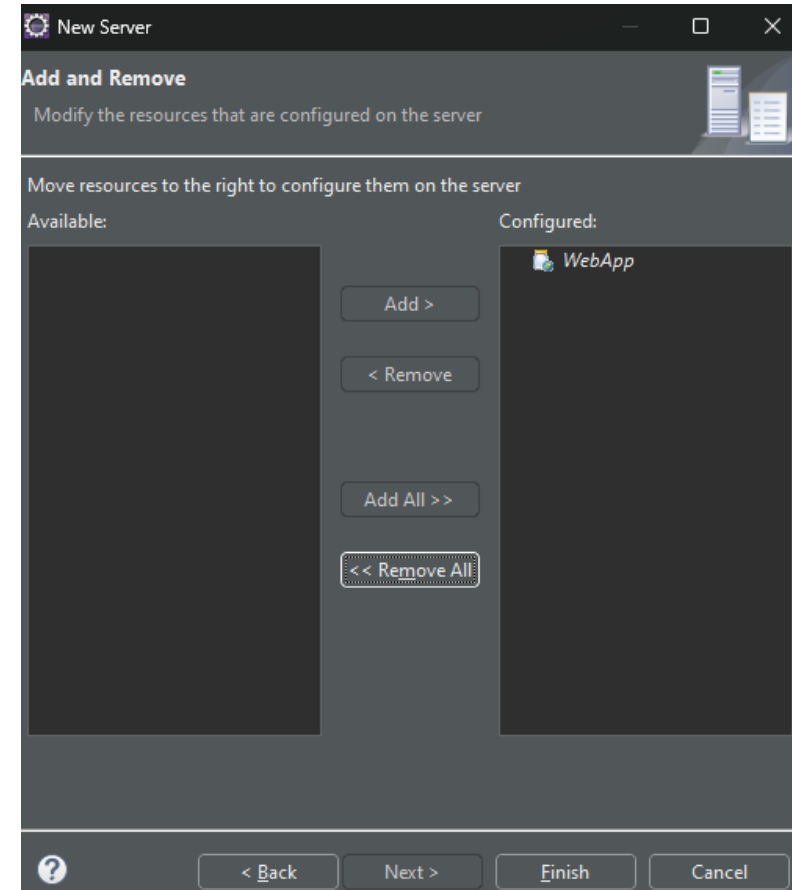 New Server
Add and Remove
Modify the resources that are configured on the server
Move resources to the right to configure them on the server
Available:
Configured:
WebApp
Add >
< Remove
Add All >>
<< Remove All
?
< Back
Next >
Finish
Cancel